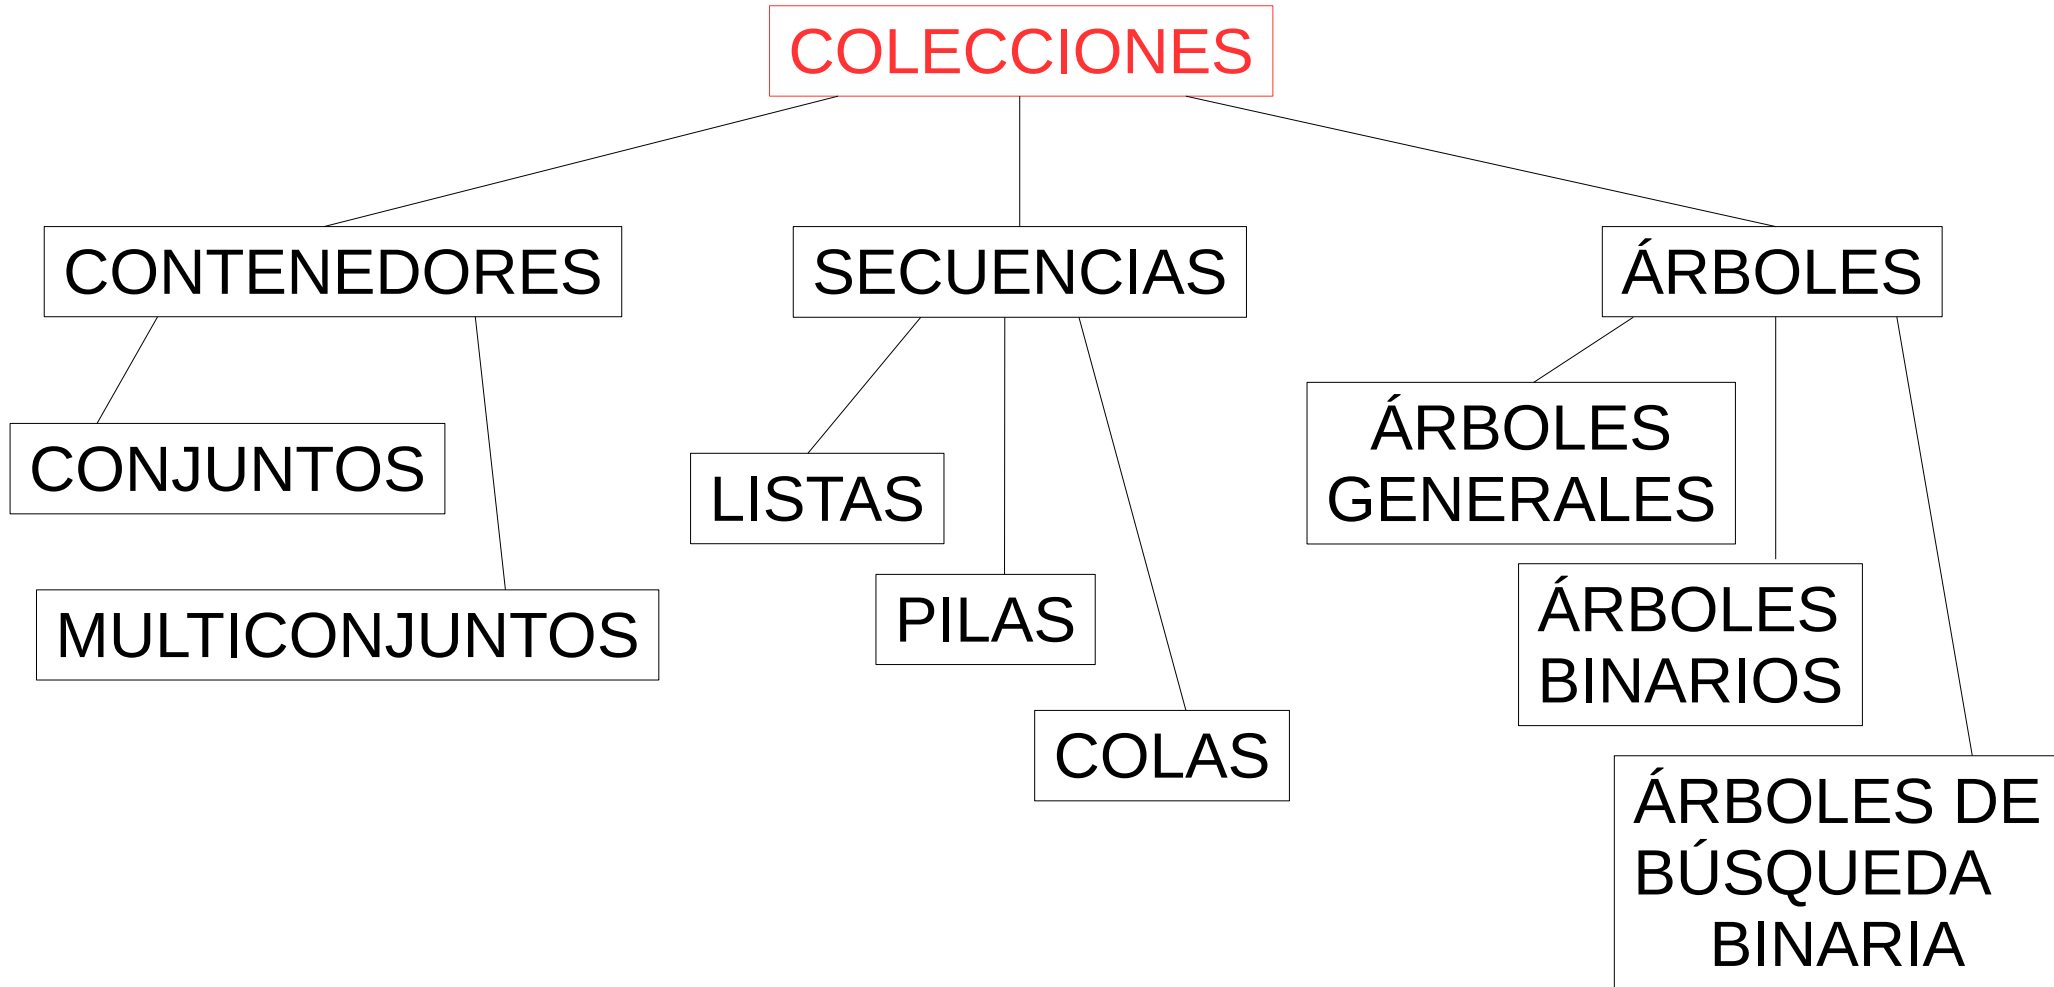 COLECCIONES
CONTENEDORES
SECUENCIAS
ÁRBOLES
CONJUNTOS
MULTICONJUNTOS
LISTAS
PILAS
COLAS
ÁRBOLES
GENERALES
ÁRBOLES
BINARIOS
ÁRBOLES DE
BÚSQUEDA
BINARIA